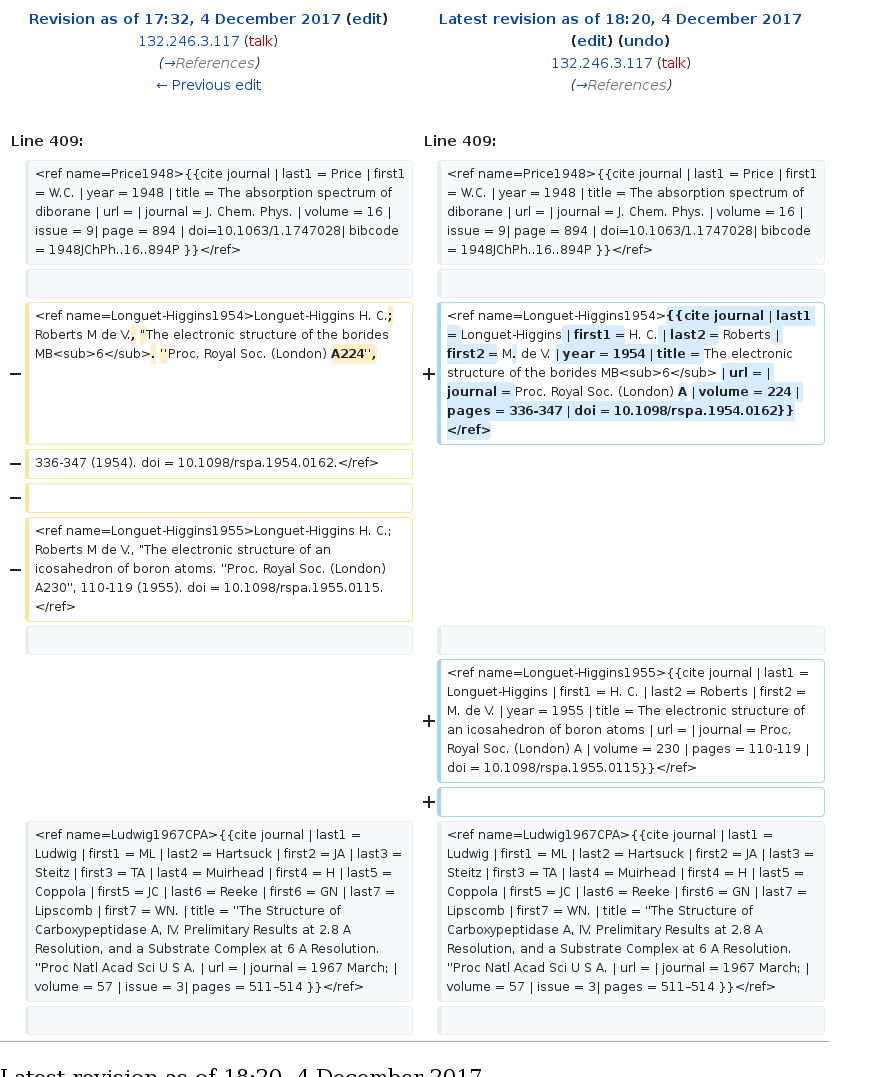 Revision as of 17:32, 4 December 2017 (edit)
132.246.3.117 (talk)
(→References)
← Previous edit
Latest revision as of 18:20, 4 December 2017
(edit) (undo)
132.246.3.117 (talk)
(→References)
Line 409:
Line 409:
<ref name=Price1948>{{cite journal | last1 = Price | first1
= W.C. | year = 1948 | title = The absorption spectrum of
diborane | url = | journal = J. Chem. Phys. | volume = 16 |
issue = 9| page = 894 | doi=10.1063/1.1747028| bibcode
= 1948JChPh..16..894P }}</ref>
<ref name=Price1948>{{cite journal | last1 = Price | first1
= W.C. | year = 1948 | title = The absorption spectrum of
diborane | url = | journal = J. Chem. Phys. | volume = 16 |
issue = 9| page = 894 | doi=10.1063/1.1747028| bibcode
= 1948JChPh..16..894P }}</ref>
−
<ref name=Longuet-Higgins1954>Longuet-Higgins H. C.;
Roberts M de V., "The electronic structure of the borides
MB<sub>6</sub>. ''Proc. Royal Soc. (London) A224'',
+
<ref name=Longuet-Higgins1954>{{cite journal | last1
= Longuet-Higgins | first1 = H. C. | last2 = Roberts |
first2 = M. de V. | year = 1954 | title = The electronic
structure of the borides MB<sub>6</sub> | url = |
journal = Proc. Royal Soc. (London) A | volume = 224 |
pages = 336-347 | doi = 10.1098/rspa.1954.0162}}
</ref>
−
336-347 (1954). doi = 10.1098/rspa.1954.0162.</ref>
−
−
<ref name=Longuet-Higgins1955>Longuet-Higgins H. C.;
Roberts M de V., "The electronic structure of an
icosahedron of boron atoms. ''Proc. Royal Soc. (London)
A230'', 110-119 (1955). doi = 10.1098/rspa.1955.0115.
</ref>
+
<ref name=Longuet-Higgins1955>{{cite journal | last1 =
Longuet-Higgins | first1 = H. C. | last2 = Roberts | first2 =
M. de V. | year = 1955 | title = The electronic structure of
an icosahedron of boron atoms | url = | journal = Proc.
Royal Soc. (London) A | volume = 230 | pages = 110-119 |
doi = 10.1098/rspa.1955.0115}}</ref>
+
<ref name=Ludwig1967CPA>{{cite journal | last1 =
Ludwig | first1 = ML | last2 = Hartsuck | first2 = JA | last3 =
Steitz | first3 = TA | last4 = Muirhead | first4 = H | last5 =
Coppola | first5 = JC | last6 = Reeke | first6 = GN | last7 =
Lipscomb | first7 = WN. | title = "The Structure of
Carboxypeptidase A, IV. Prelimitary Results at 2.8 A
Resolution, and a Substrate Complex at 6 A Resolution.
''Proc Natl Acad Sci U S A. | url = | journal = 1967 March; |
volume = 57 | issue = 3| pages = 511–514 }}</ref>
<ref name=Ludwig1967CPA>{{cite journal | last1 =
Ludwig | first1 = ML | last2 = Hartsuck | first2 = JA | last3 =
Steitz | first3 = TA | last4 = Muirhead | first4 = H | last5 =
Coppola | first5 = JC | last6 = Reeke | first6 = GN | last7 =
Lipscomb | first7 = WN. | title = "The Structure of
Carboxypeptidase A, IV. Prelimitary Results at 2.8 A
Resolution, and a Substrate Complex at 6 A Resolution.
''Proc Natl Acad Sci U S A. | url = | journal = 1967 March; |
volume = 57 | issue = 3| pages = 511–514 }}</ref>
Latest revision as of 18:20, 4 December 2017